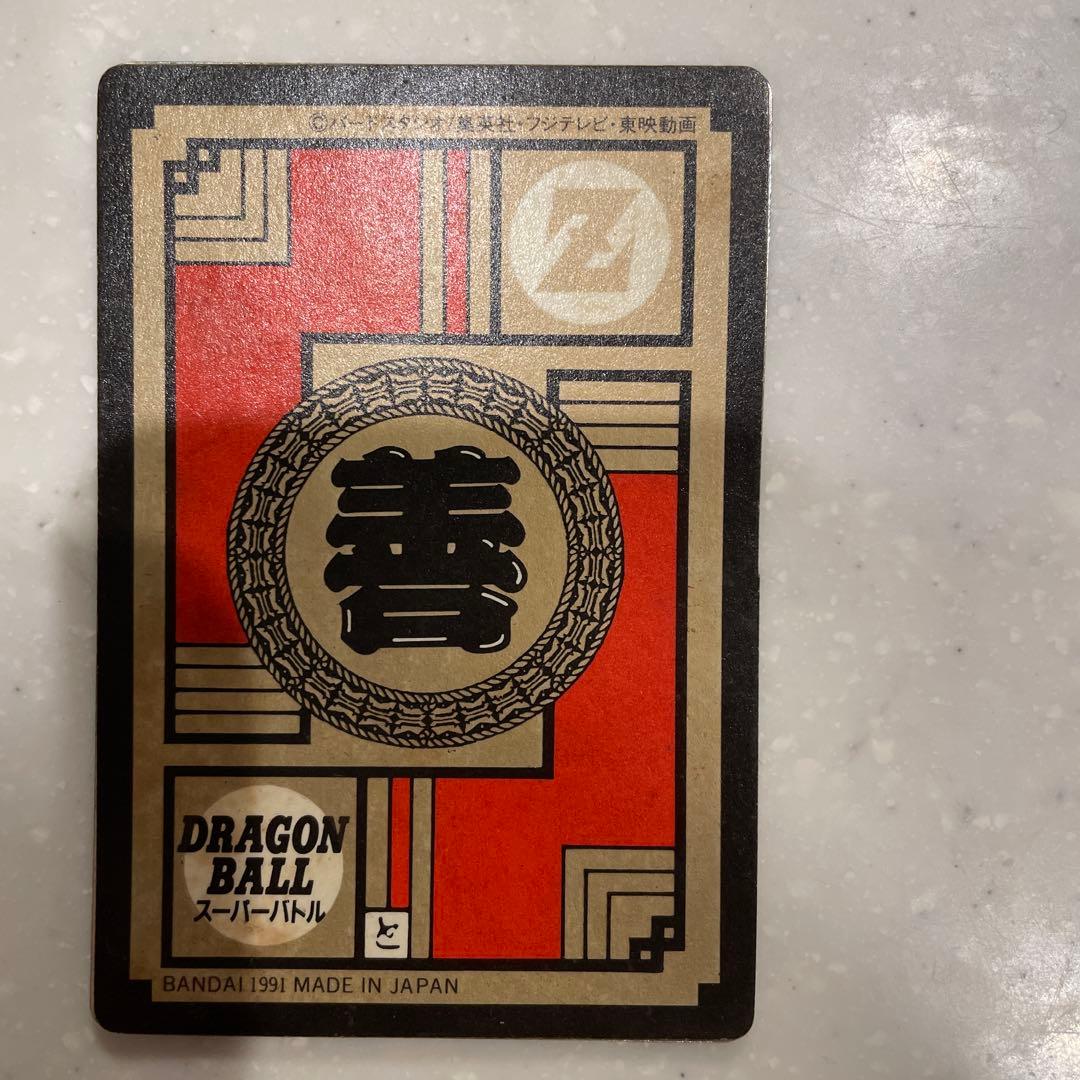 ©バードスタジオ/集英社・フジテレビ・東映動画
Z
善
DRAGON
BALL
スーパーバトル
と
BANDAI 1991 MADE IN JAPAN